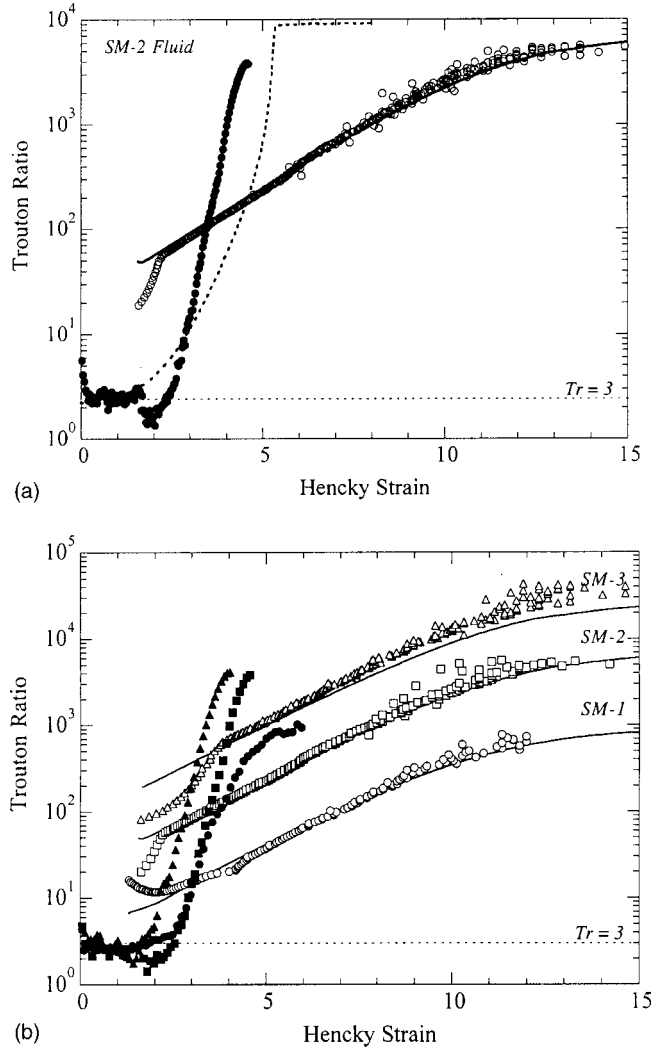 10^4
SM-2 Fluid
10^3
Trouton Ratio
10^2
10^1
Tr = 3
10^0
0 5 10 15
(a)
Hencky Strain
10^5
SM-3
10^4
SM-2
10^3
Trouton Ratio
SM-1
10^2
10^1
Tr = 3
10^0
0 5 10 15
(b)
Hencky Strain